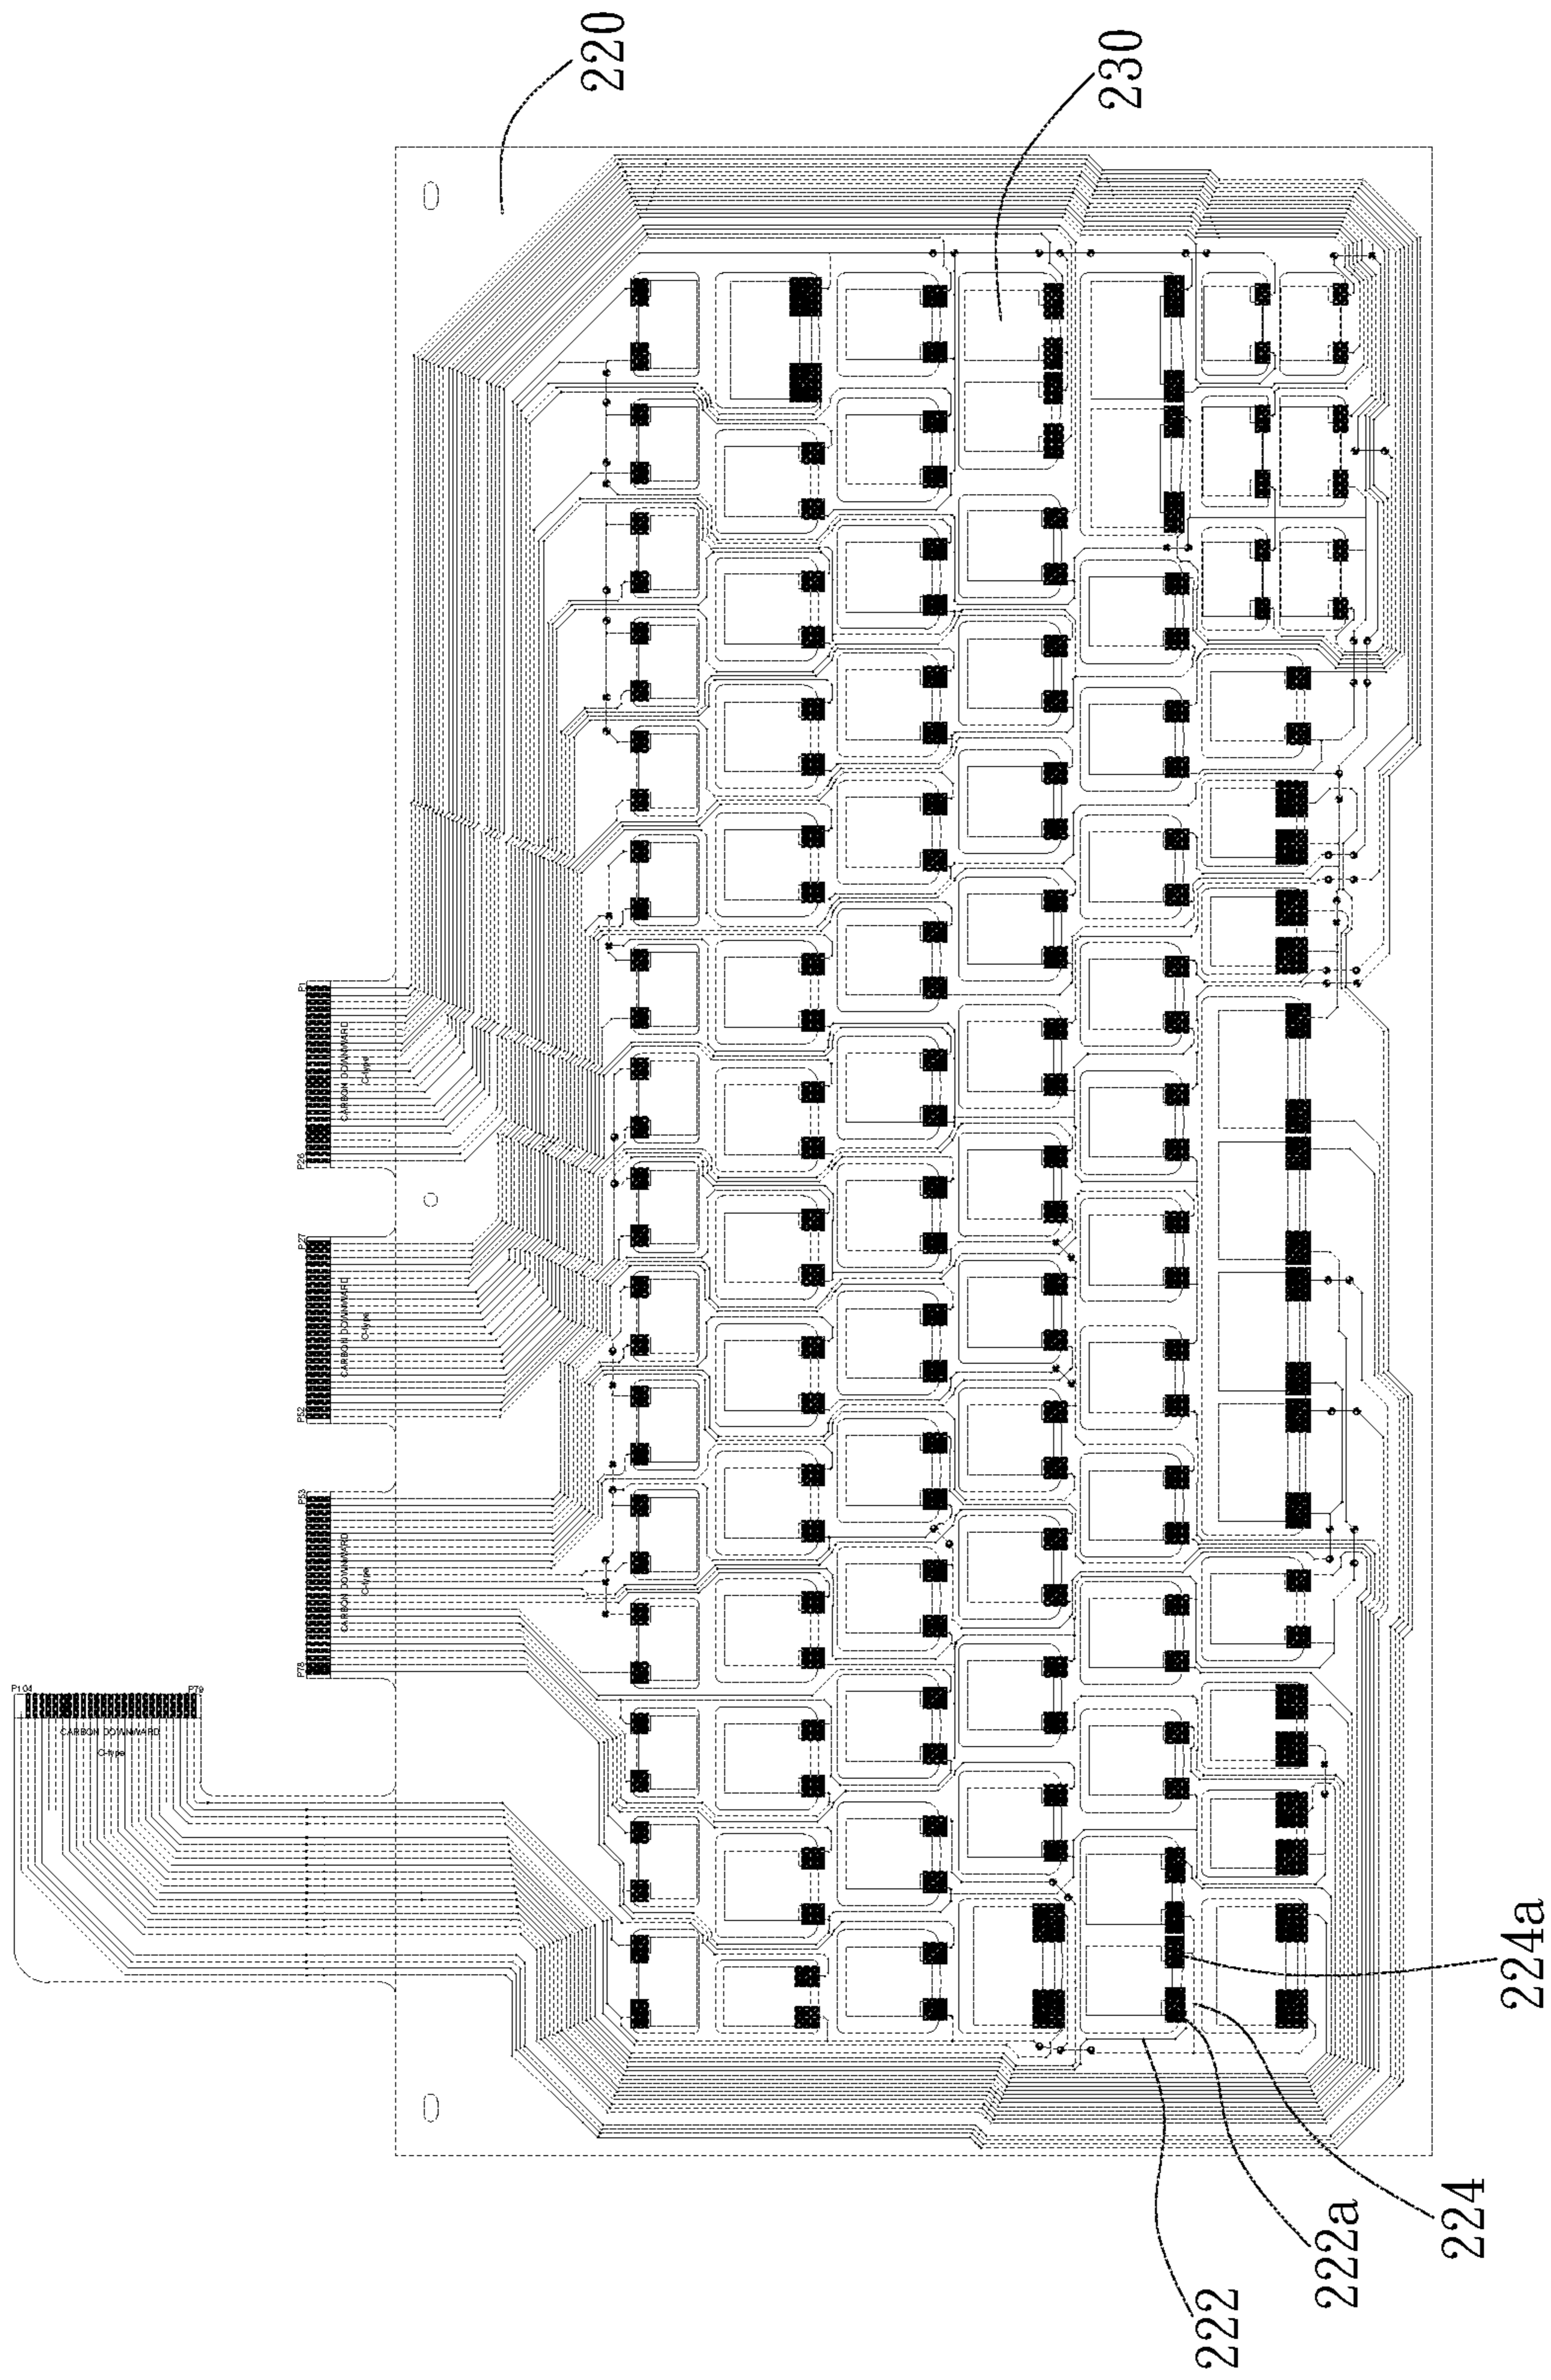 220
230
P1
CARBON DOWNWARD
C-type
P26
P27
CARBON DOWNWARD
C-type
P52
P53
CARBON DOWNWARD
C-type
P78
P104
P79
CARBON DOWNWARD
C-type
224a
224
222a
222